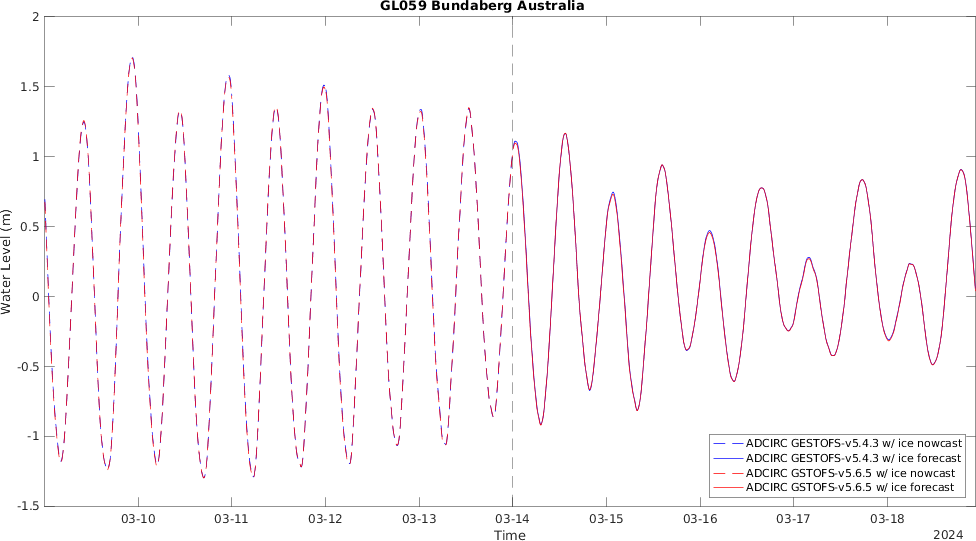 GL059 Bundaberg Australia
2
1.5
1
0.5
0
-0.5
-1
-1.5
Water Level (m)
ADCIRC GESTOFS-v5.4.3 w/ ice nowcast
ADCIRC GESTOFS-v5.4.3 w/ ice forecast
ADCIRC GSTOFS-v5.6.5 w/ ice nowcast
ADCIRC GSTOFS-v5.6.5 w/ ice forecast
03-10 03-11 03-12 03-13 03-14 03-15 03-16 03-17 03-18
Time
2024